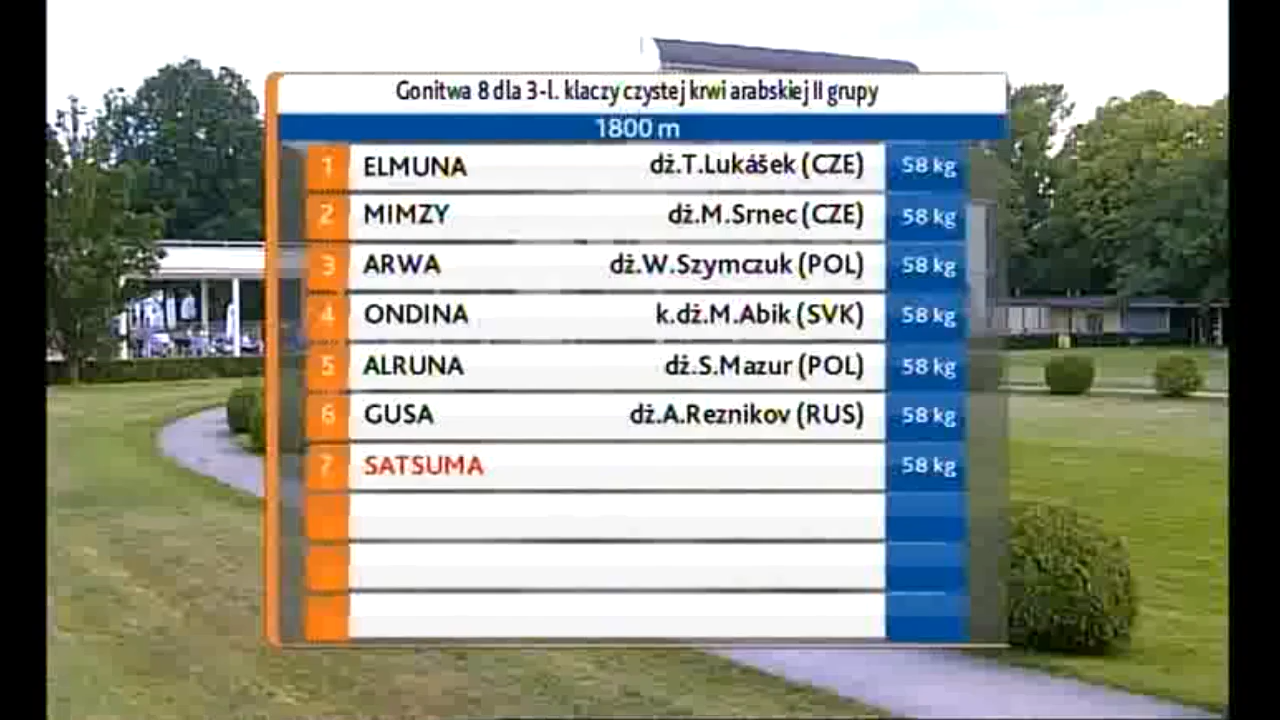 Gonitwa 8 dla 3-l. klaczy czystej krwi arabskiej II grupy
1800 m
1 ELMUNA dż.T.Lukášek (CZE) 58 kg
2 MIMZY dż.M.Srnec (CZE) 58 kg
3 ARWA dż.W.Szymczuk (POL) 58 kg
4 ONDINA k.dż.M.Abik (SVK) 58 kg
5 ALRUNA dż.S.Mazur (POL) 58 kg
6 GUSA dż.A.Reznikov (RUS) 58 kg
7 SATSUMA 58 kg